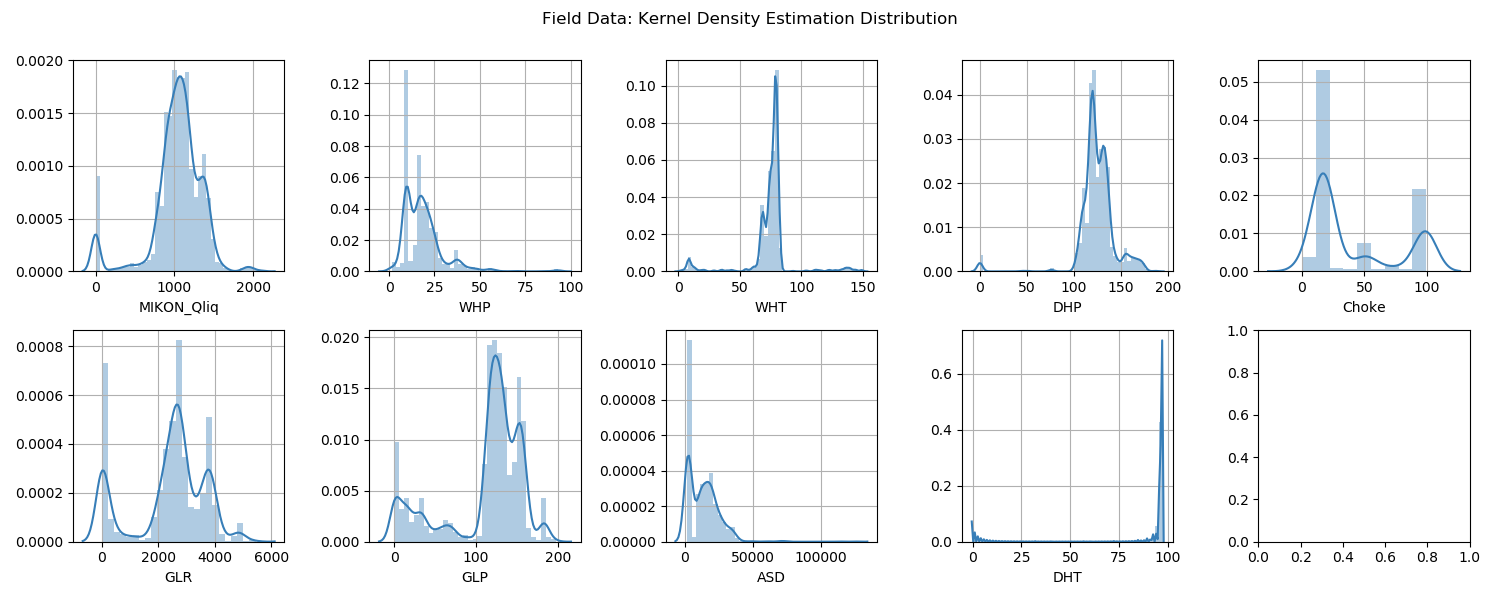 Field Data: Kernel Density Estimation Distribution
0.0020
0.0015
0.0010
0.0005
0.0000
0 1000 2000
MIKON_Qliq
0.12
0.10
0.08
0.06
0.04
0.02
0.00
0 25 50 75 100
WHP
0.10
0.08
0.06
0.04
0.02
0.00
0 50 100 150
WHT
0.04
0.03
0.02
0.01
0.00
0 50 100 150 200
DHP
0.05
0.04
0.03
0.02
0.01
0.00
0 50 100
Choke
0.0008
0.0006
0.0004
0.0002
0.0000
0 2000 4000 6000
GLR
0.020
0.015
0.010
0.005
0.000
0 100 200
GLP
0.00010
0.00008
0.00006
0.00004
0.00002
0.00000
0 50000 100000
ASD
0.6
0.4
0.2
0.0
0 25 50 75 100
DHT
1.0
0.8
0.6
0.4
0.2
0.0
0.0 0.2 0.4 0.6 0.8 1.0